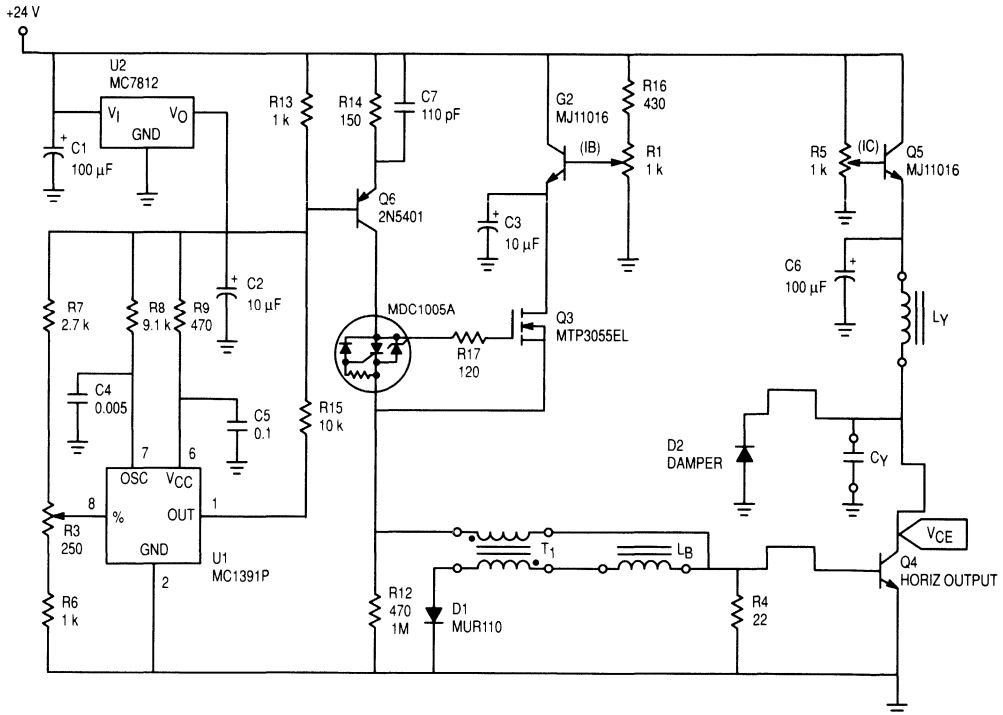 +24 V
U2
MC7812
VI
VO
GND
C1
100 µF
+
R13
1 k
R14
150
C7
110 pF
G2
MJ11016
(IB)
R16
430
R1
1 k
R5
1 k
(IC)
Q5
MJ11016
Q6
2N5401
C3
10 µF
+
C6
100 µF
+
LY
R7
2.7 k
R8
9.1 k
R9
470
C2
10 µF
+
MDC1005A
R17
120
Q3
MTP3055EL
C4
0.005
C5
0.1
R15
10 k
D2
DAMPER
CY
7
6
OSC
VCC
8
%
OUT
1
GND
2
R3
250
U1
MC1391P
VCE
Q4
HORIZ OUTPUT
T1
LB
R6
1 k
R12
470
1M
D1
MUR110
R4
22